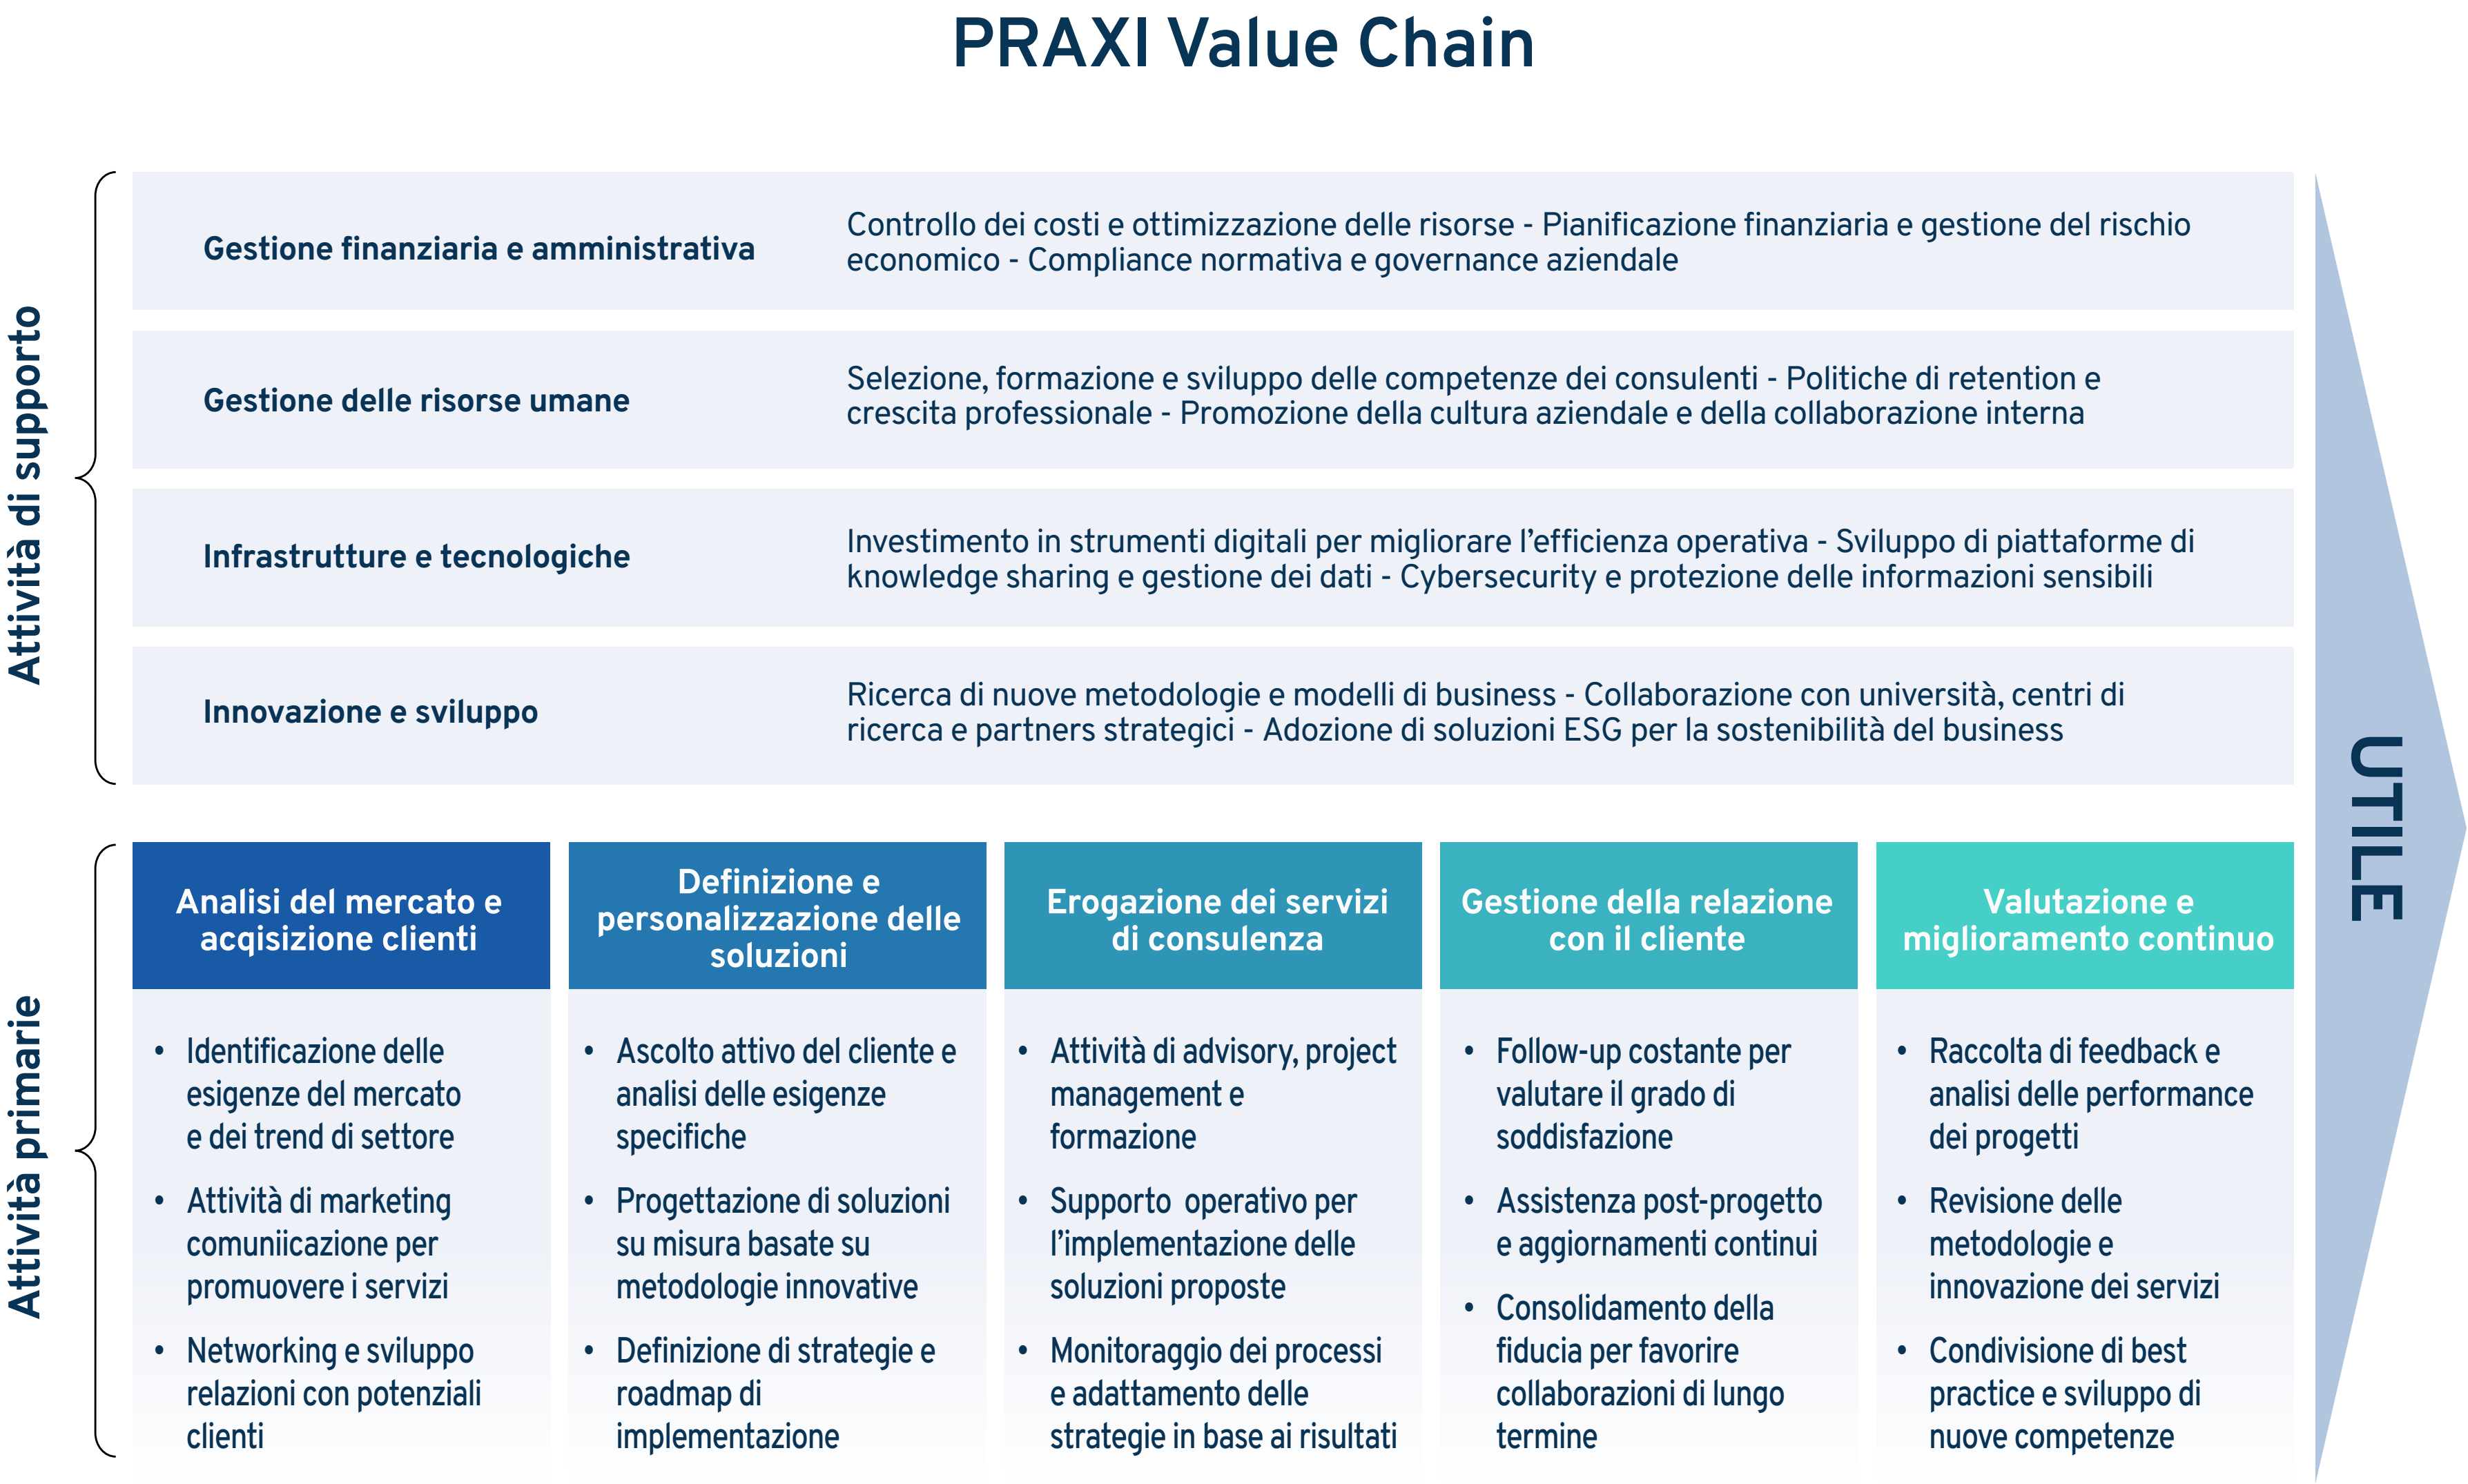 PRAXI Value Chain
Attività di supporto
Gestione finanziaria e amministrativa
Controllo dei costi e ottimizzazione delle risorse - Pianificazione finanziaria e gestione del rischio
economico - Compliance normativa e governance aziendale
Gestione delle risorse umane
Selezione, formazione e sviluppo delle competenze dei consulenti - Politiche di retention e
crescita professionale - Promozione della cultura aziendale e della collaborazione interna
Infrastrutture e tecnologiche
Investimento in strumenti digitali per migliorare l’efficienza operativa - Sviluppo di piattaforme di
knowledge sharing e gestione dei dati - Cybersecurity e protezione delle informazioni sensibili
Innovazione e sviluppo
Ricerca di nuove metodologie e modelli di business - Collaborazione con università, centri di
ricerca e partners strategici - Adozione di soluzioni ESG per la sostenibilità del business
UTILE
Attività primarie
Analisi del mercato e
acqisizione clienti
• Identificazione delle
esigenze del mercato
e dei trend di settore
• Attività di marketing
comuniicazione per
promuovere i servizi
• Networking e sviluppo
relazioni con potenziali
clienti
Definizione e
personalizzazione delle
soluzioni
• Ascolto attivo del cliente e
analisi delle esigenze
specifiche
• Progettazione di soluzioni
su misura basate su
metodologie innovative
• Definizione di strategie e
roadmap di
implementazione
Erogazione dei servizi
di consulenza
• Attività di advisory, project
management e
formazione
• Supporto  operativo per
l’implementazione delle
soluzioni proposte
• Monitoraggio dei processi
e adattamento delle
strategie in base ai risultati
Gestione della relazione
con il cliente
• Follow-up costante per
valutare il grado di
soddisfazione
• Assistenza post-progetto
e aggiornamenti continui
• Consolidamento della
fiducia per favorire
collaborazioni di lungo
termine
Valutazione e
miglioramento continuo
• Raccolta di feedback e
analisi delle performance
dei progetti
• Revisione delle
metodologie e
innovazione dei servizi
• Condivisione di best
practice e sviluppo di
nuove competenze